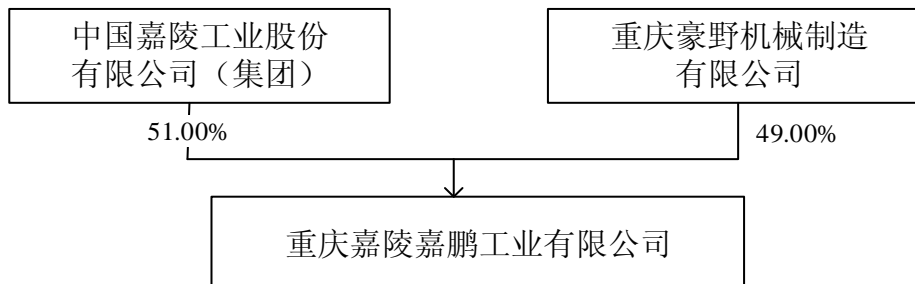 中国嘉陵工业股份
有限公司（集团）
重庆豪野机械制造
有限公司
51.00%
49.00%
重庆嘉陵嘉鹏工业有限公司